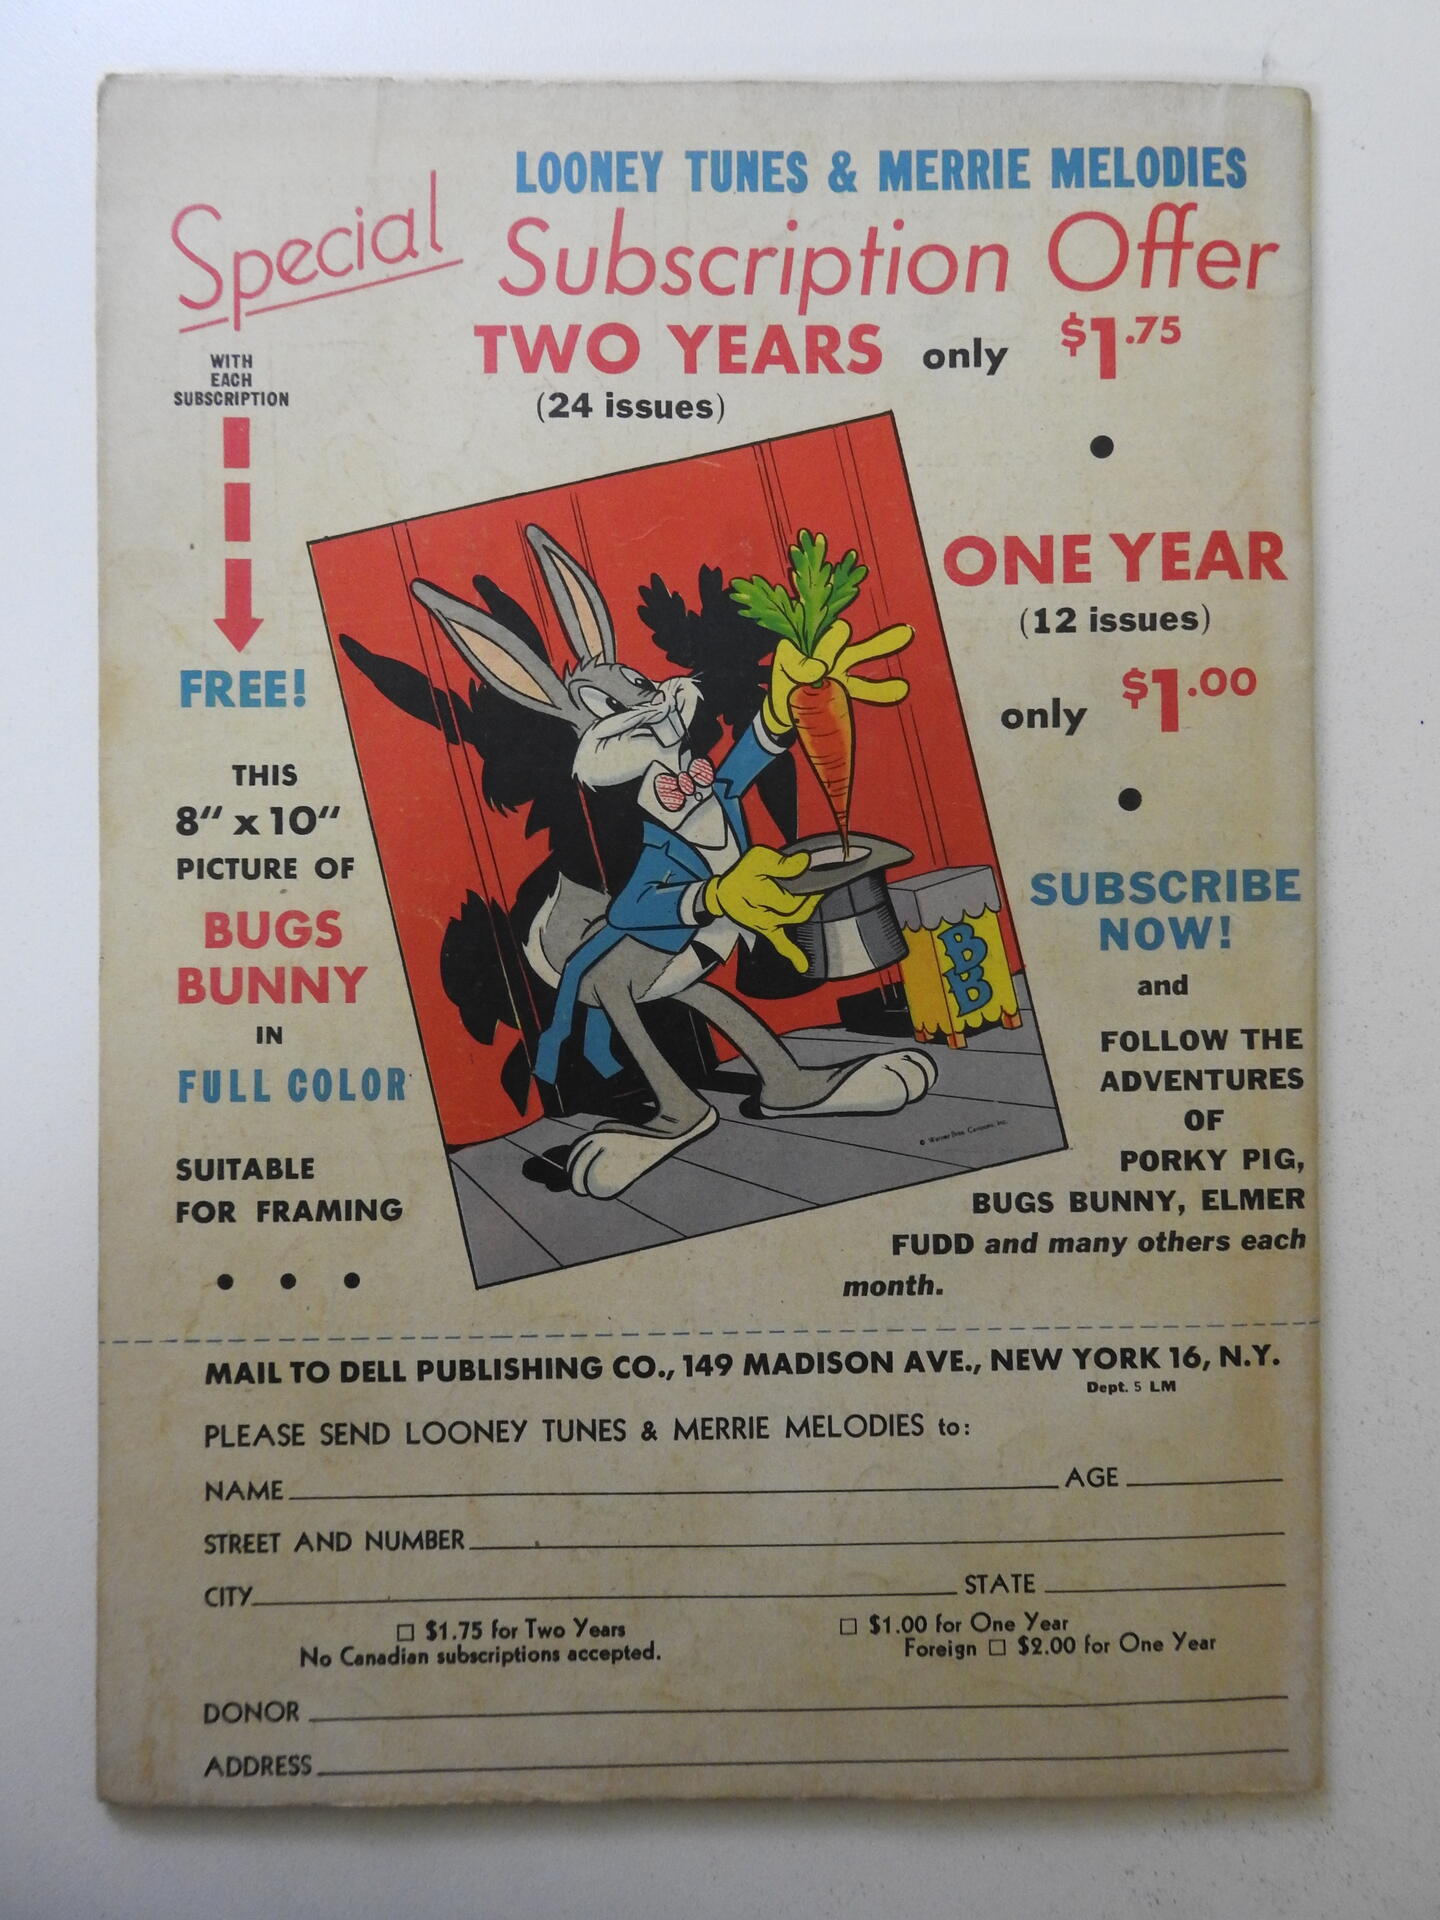 LOONEY TUNES & MERRIE MELODIES
Special Subscription Offer
TWO YEARS only $1.75
(24 issues)
WITH
EACH
SUBSCRIPTION
FREE!
THIS
8" x 10"
PICTURE OF
BUGS
BUNNY
IN
FULL COLOR
SUITABLE
FOR FRAMING
BB
© Warner Bros. Cartoons, Inc.
ONE YEAR
(12 issues)
only $1.00
SUBSCRIBE
NOW!
and
FOLLOW THE
ADVENTURES
OF
PORKY PIG,
BUGS BUNNY, ELMER
FUDD and many others each
month.
MAIL TO DELL PUBLISHING CO., 149 MADISON AVE., NEW YORK 16, N.Y.
Dept. 5 LM
PLEASE SEND LOONEY TUNES & MERRIE MELODIES to:
NAME AGE
STREET AND NUMBER
CITY STATE
☐ $1.75 for Two Years ☐ $1.00 for One Year
No Canadian subscriptions accepted. Foreign ☐ $2.00 for One Year
DONOR
ADDRESS